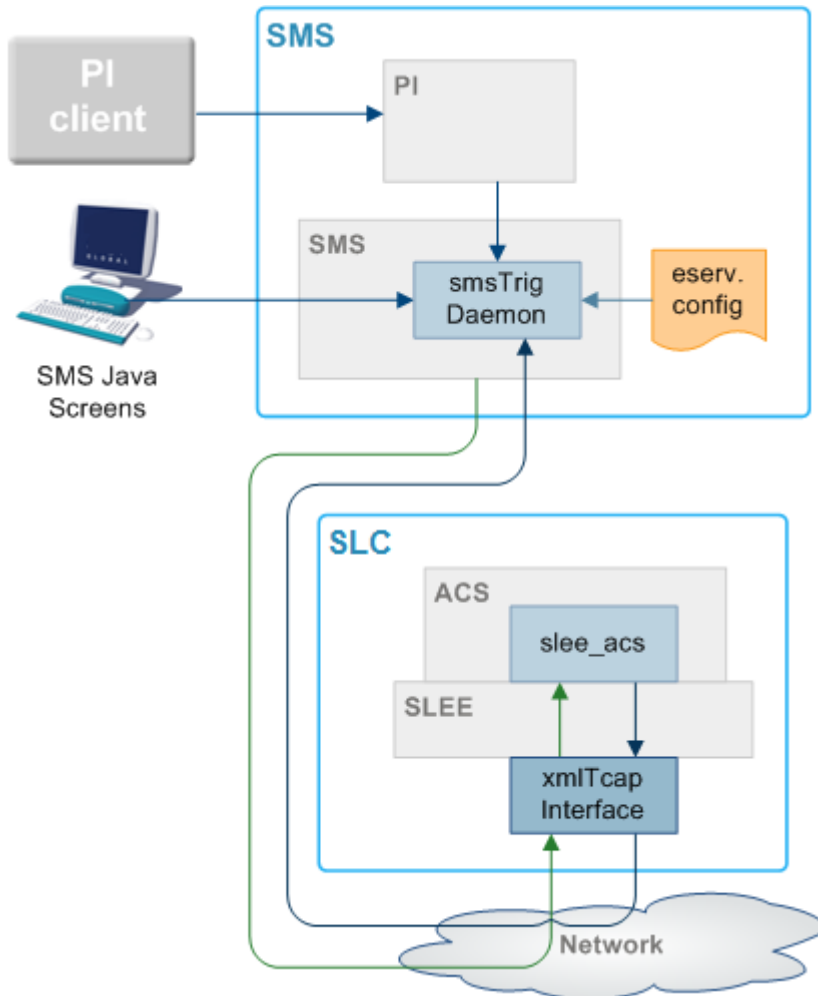 SMS
PI
client
PI
SMS
smsTrig
Daemon
eserv.
config
GLOBAL
SMS Java
Screens
SLC
ACS
slee_acs
SLEE
xmlTcap
Interface
Network